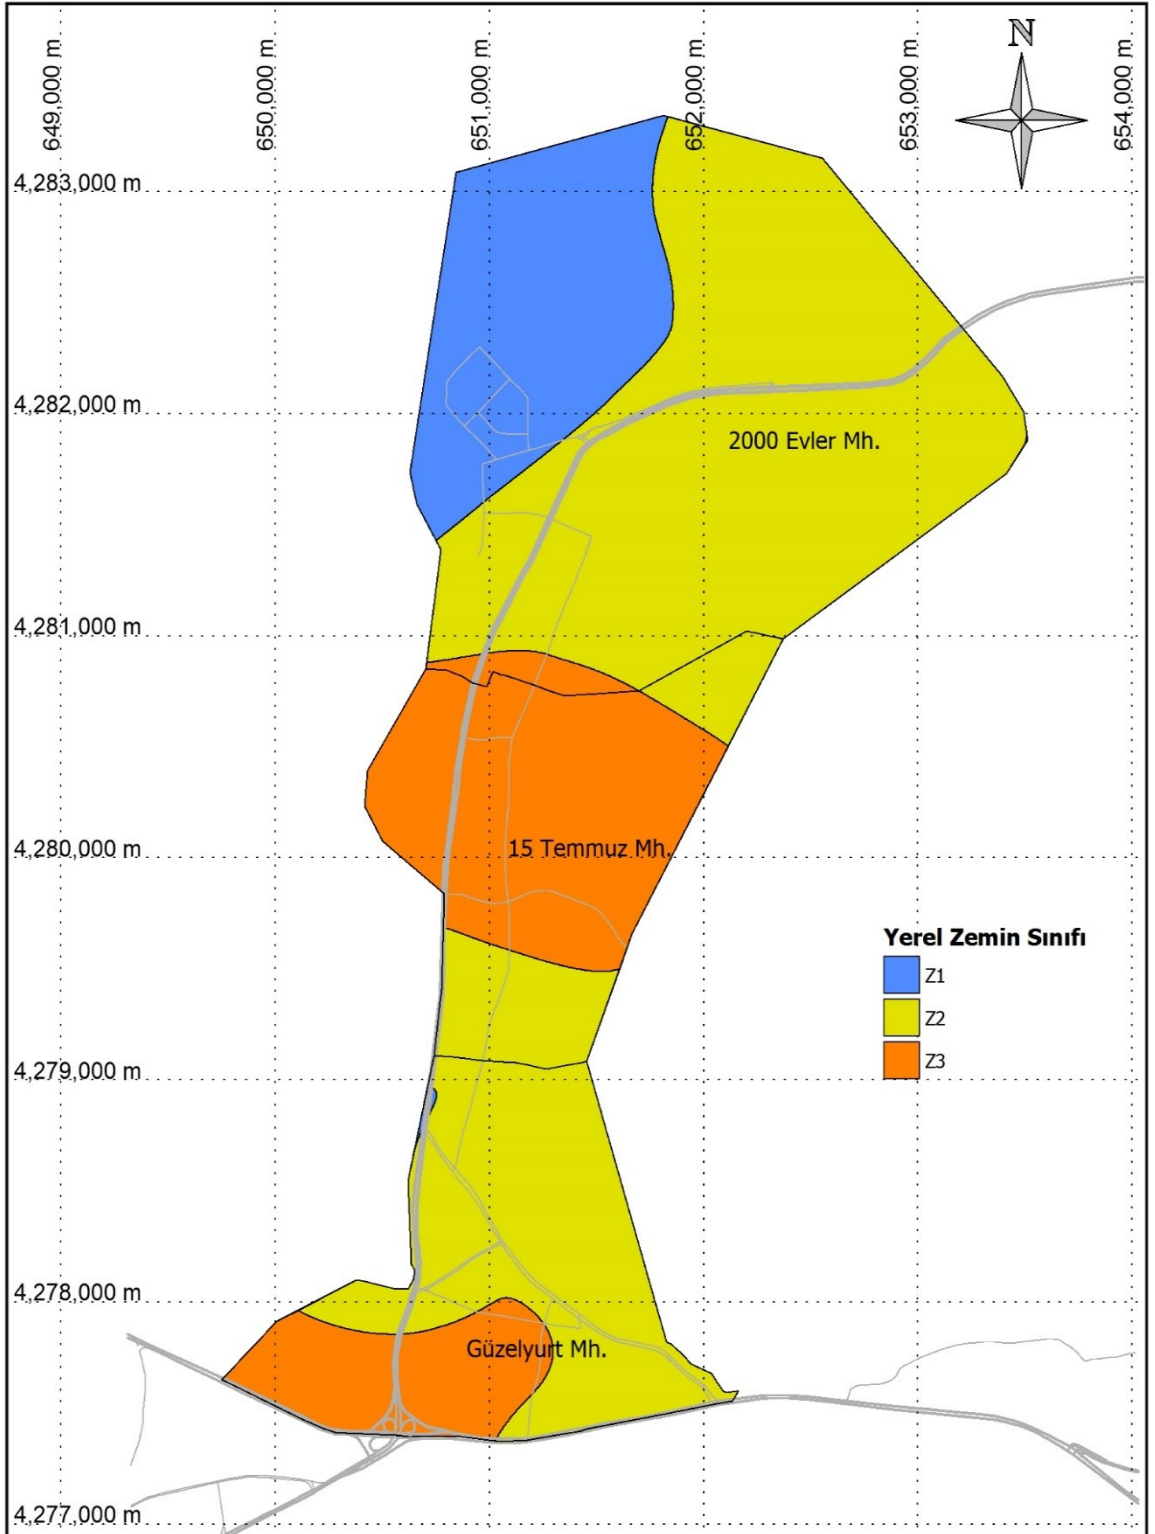 649,000 m
650,000 m
651,000 m
652,000 m
653,000 m
654,000 m
N
4,283,000 m
4,282,000 m
2000 Evler Mh.
4,281,000 m
15 Temmuz Mh.
4,280,000 m
Yerel Zemin Sınıfı
Z1
Z2
Z3
4,279,000 m
4,278,000 m
Güzelyurt Mh.
4,277,000 m